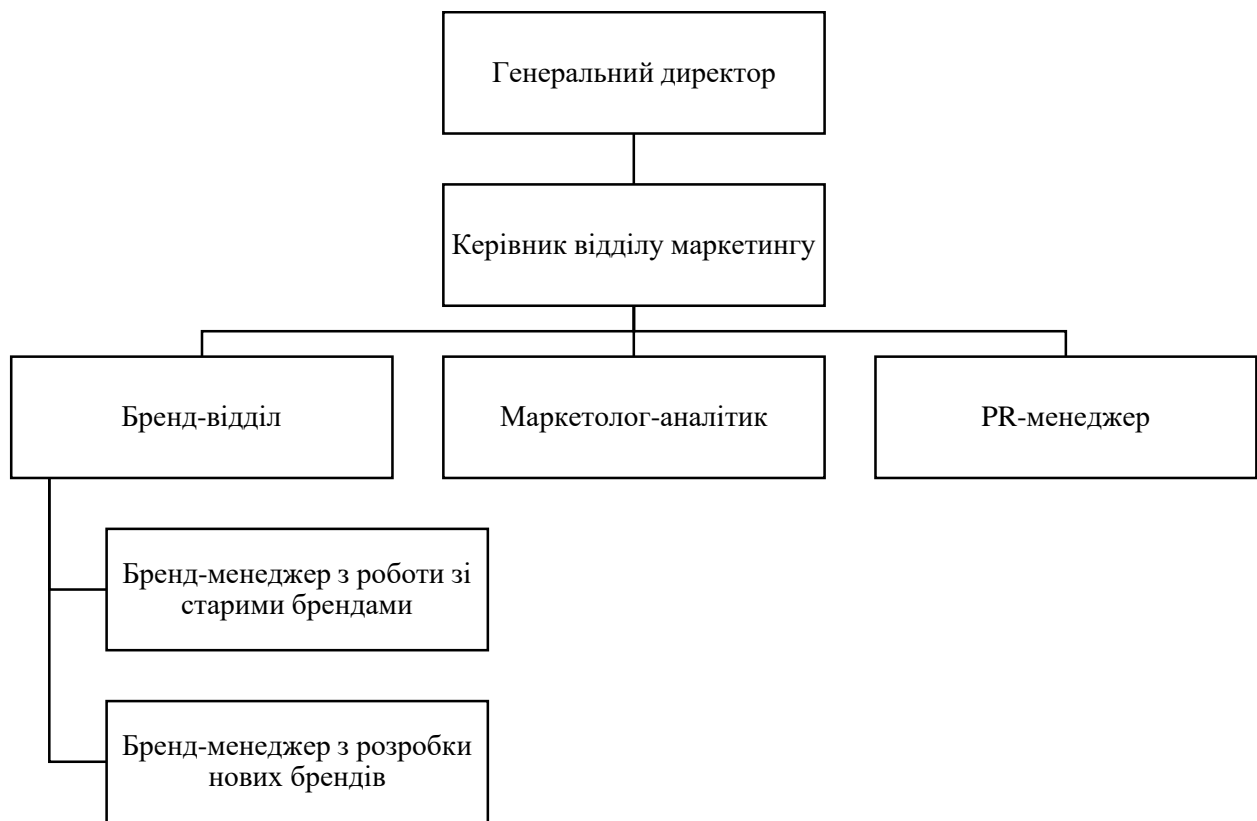 Генеральний директор
Керівник відділу маркетингу
Бренд-відділ
Маркетолог-аналітик
PR-менеджер
Бренд-менеджер з роботи зі
старими брендами
Бренд-менеджер з розробки
нових брендів